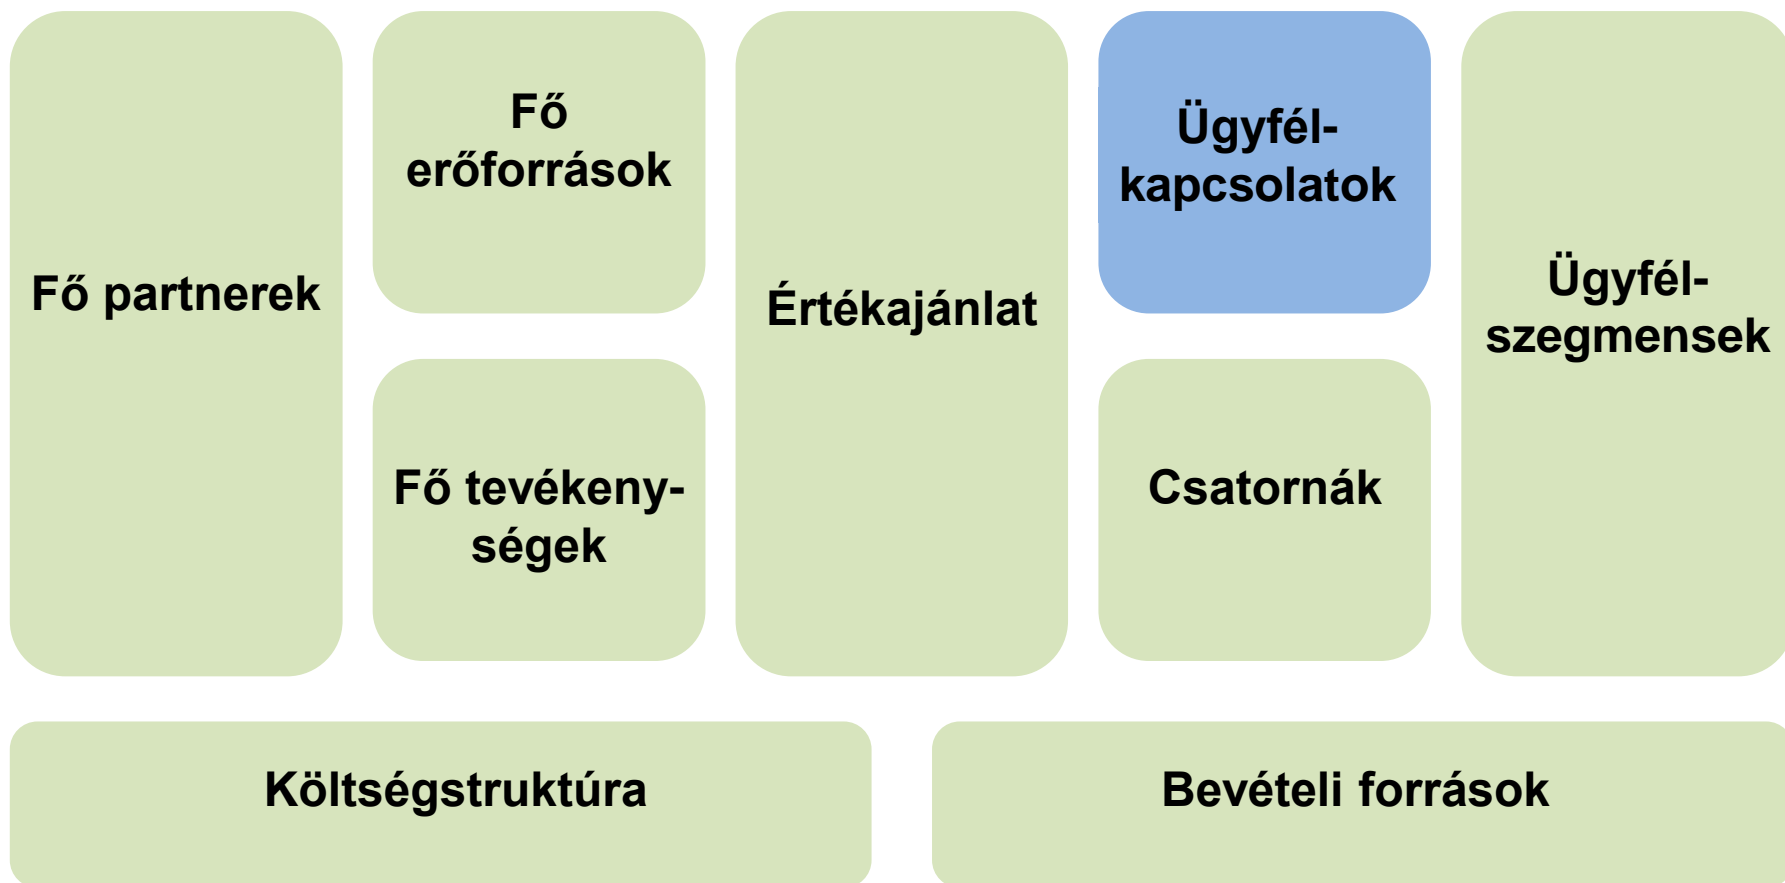 Fő partnerek
Fő
erőforrások
Fő tevékeny-
ségek
Értékajánlat
Ügyfél-
kapcsolatok
Csatornák
Ügyfél-
szegmensek
Költségstruktúra
Bevételi források